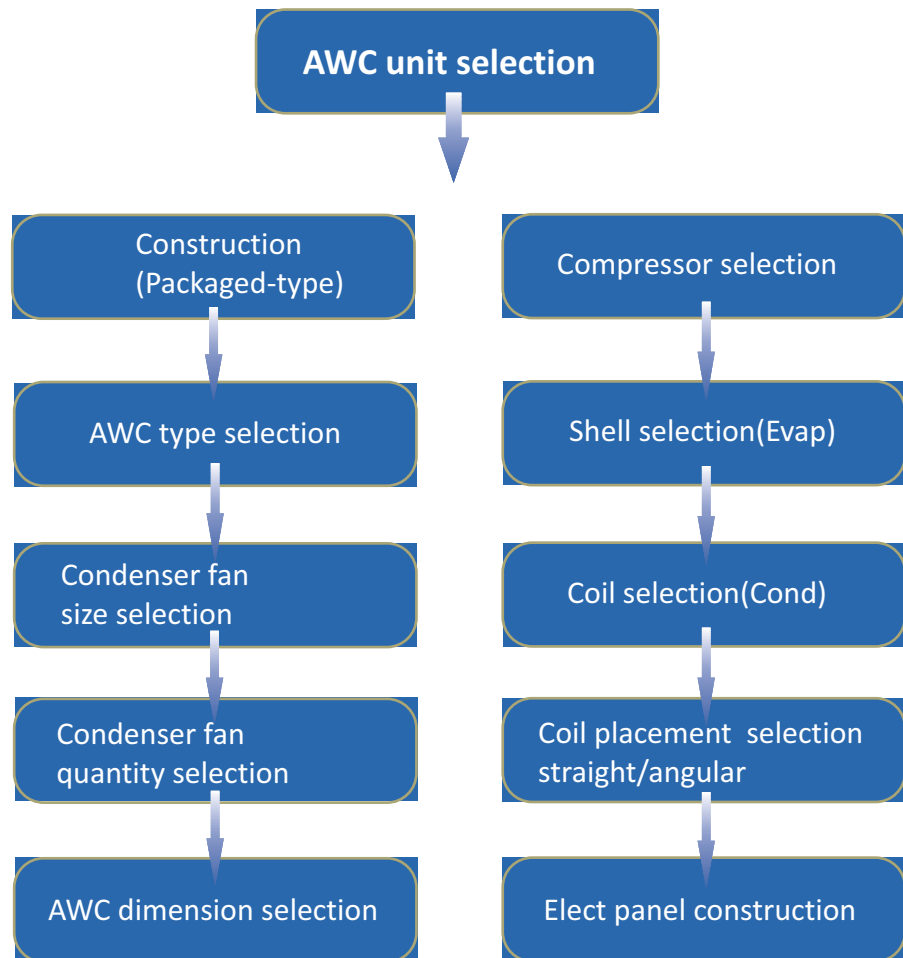 AWC unit selection
Construction
(Packaged-type)
AWC type selection
Condenser fan
size selection
Condenser fan
quantity selection
AWC dimension selection
Compressor selection
Shell selection(Evap)
Coil selection(Cond)
Coil placement  selection
straight/angular
Elect panel construction